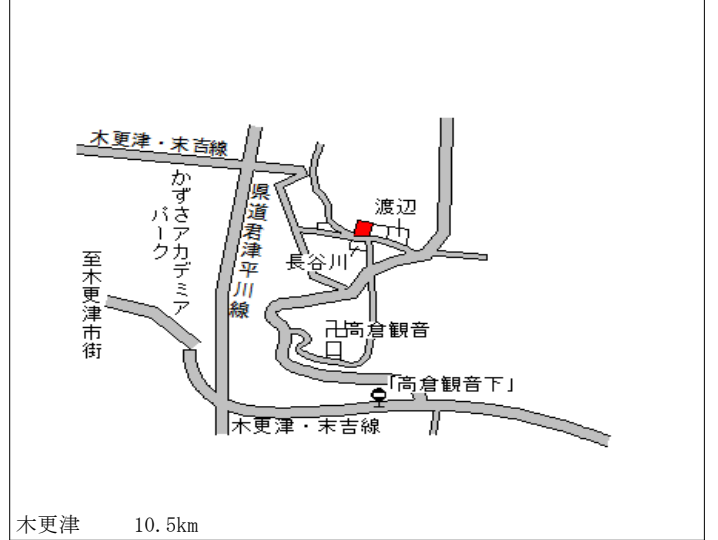 木更津・末吉線
かずさアカデミア
パーク
県道君津平川線
渡辺
長谷川
至木更津市街
卍高倉観音
「高倉観音下」
木更津・末吉線
木更津 10.5km